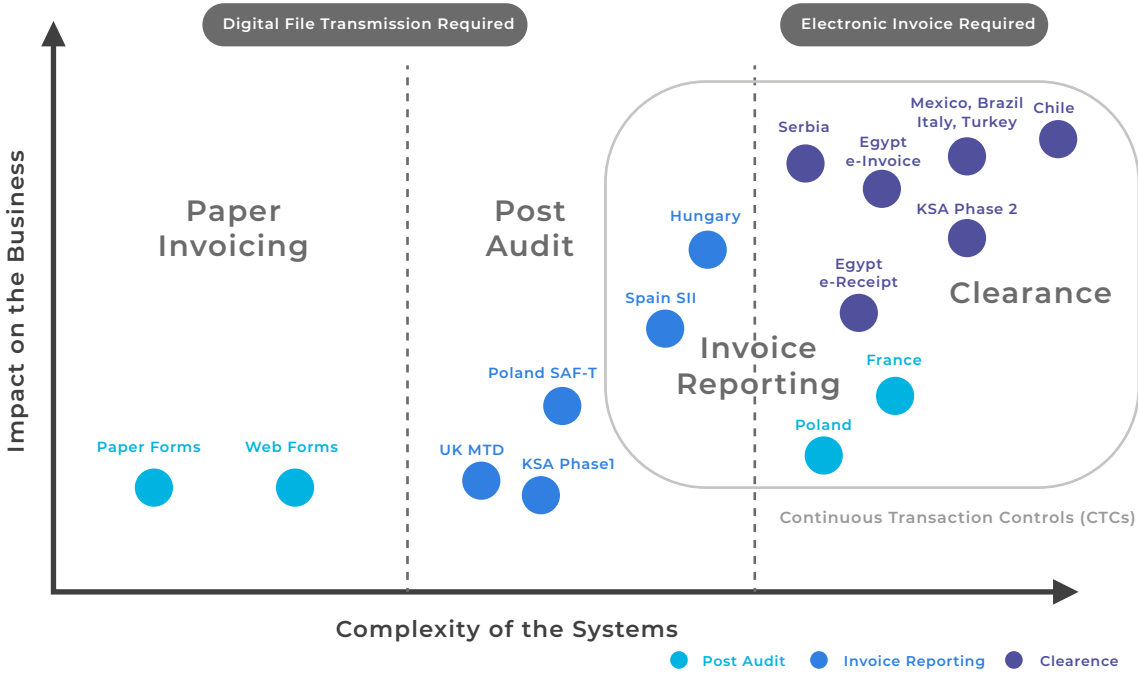 Digital File Transmission Required
Electronic Invoice Required
Impact on the Business
Paper
Invoicing
Post
Audit
Invoice
Reporting
Clearance
Mexico, Brazil
Italy, Turkey
Chile
Serbia
Egypt
e-Invoice
KSA Phase 2
Hungary
Egypt
e-Receipt
Spain SII
France
Poland SAF-T
Poland
Paper Forms
Web Forms
UK MTD
KSA Phase1
Continuous Transaction Controls (CTCs)
Complexity of the Systems
Post Audit
Invoice Reporting
Clearence